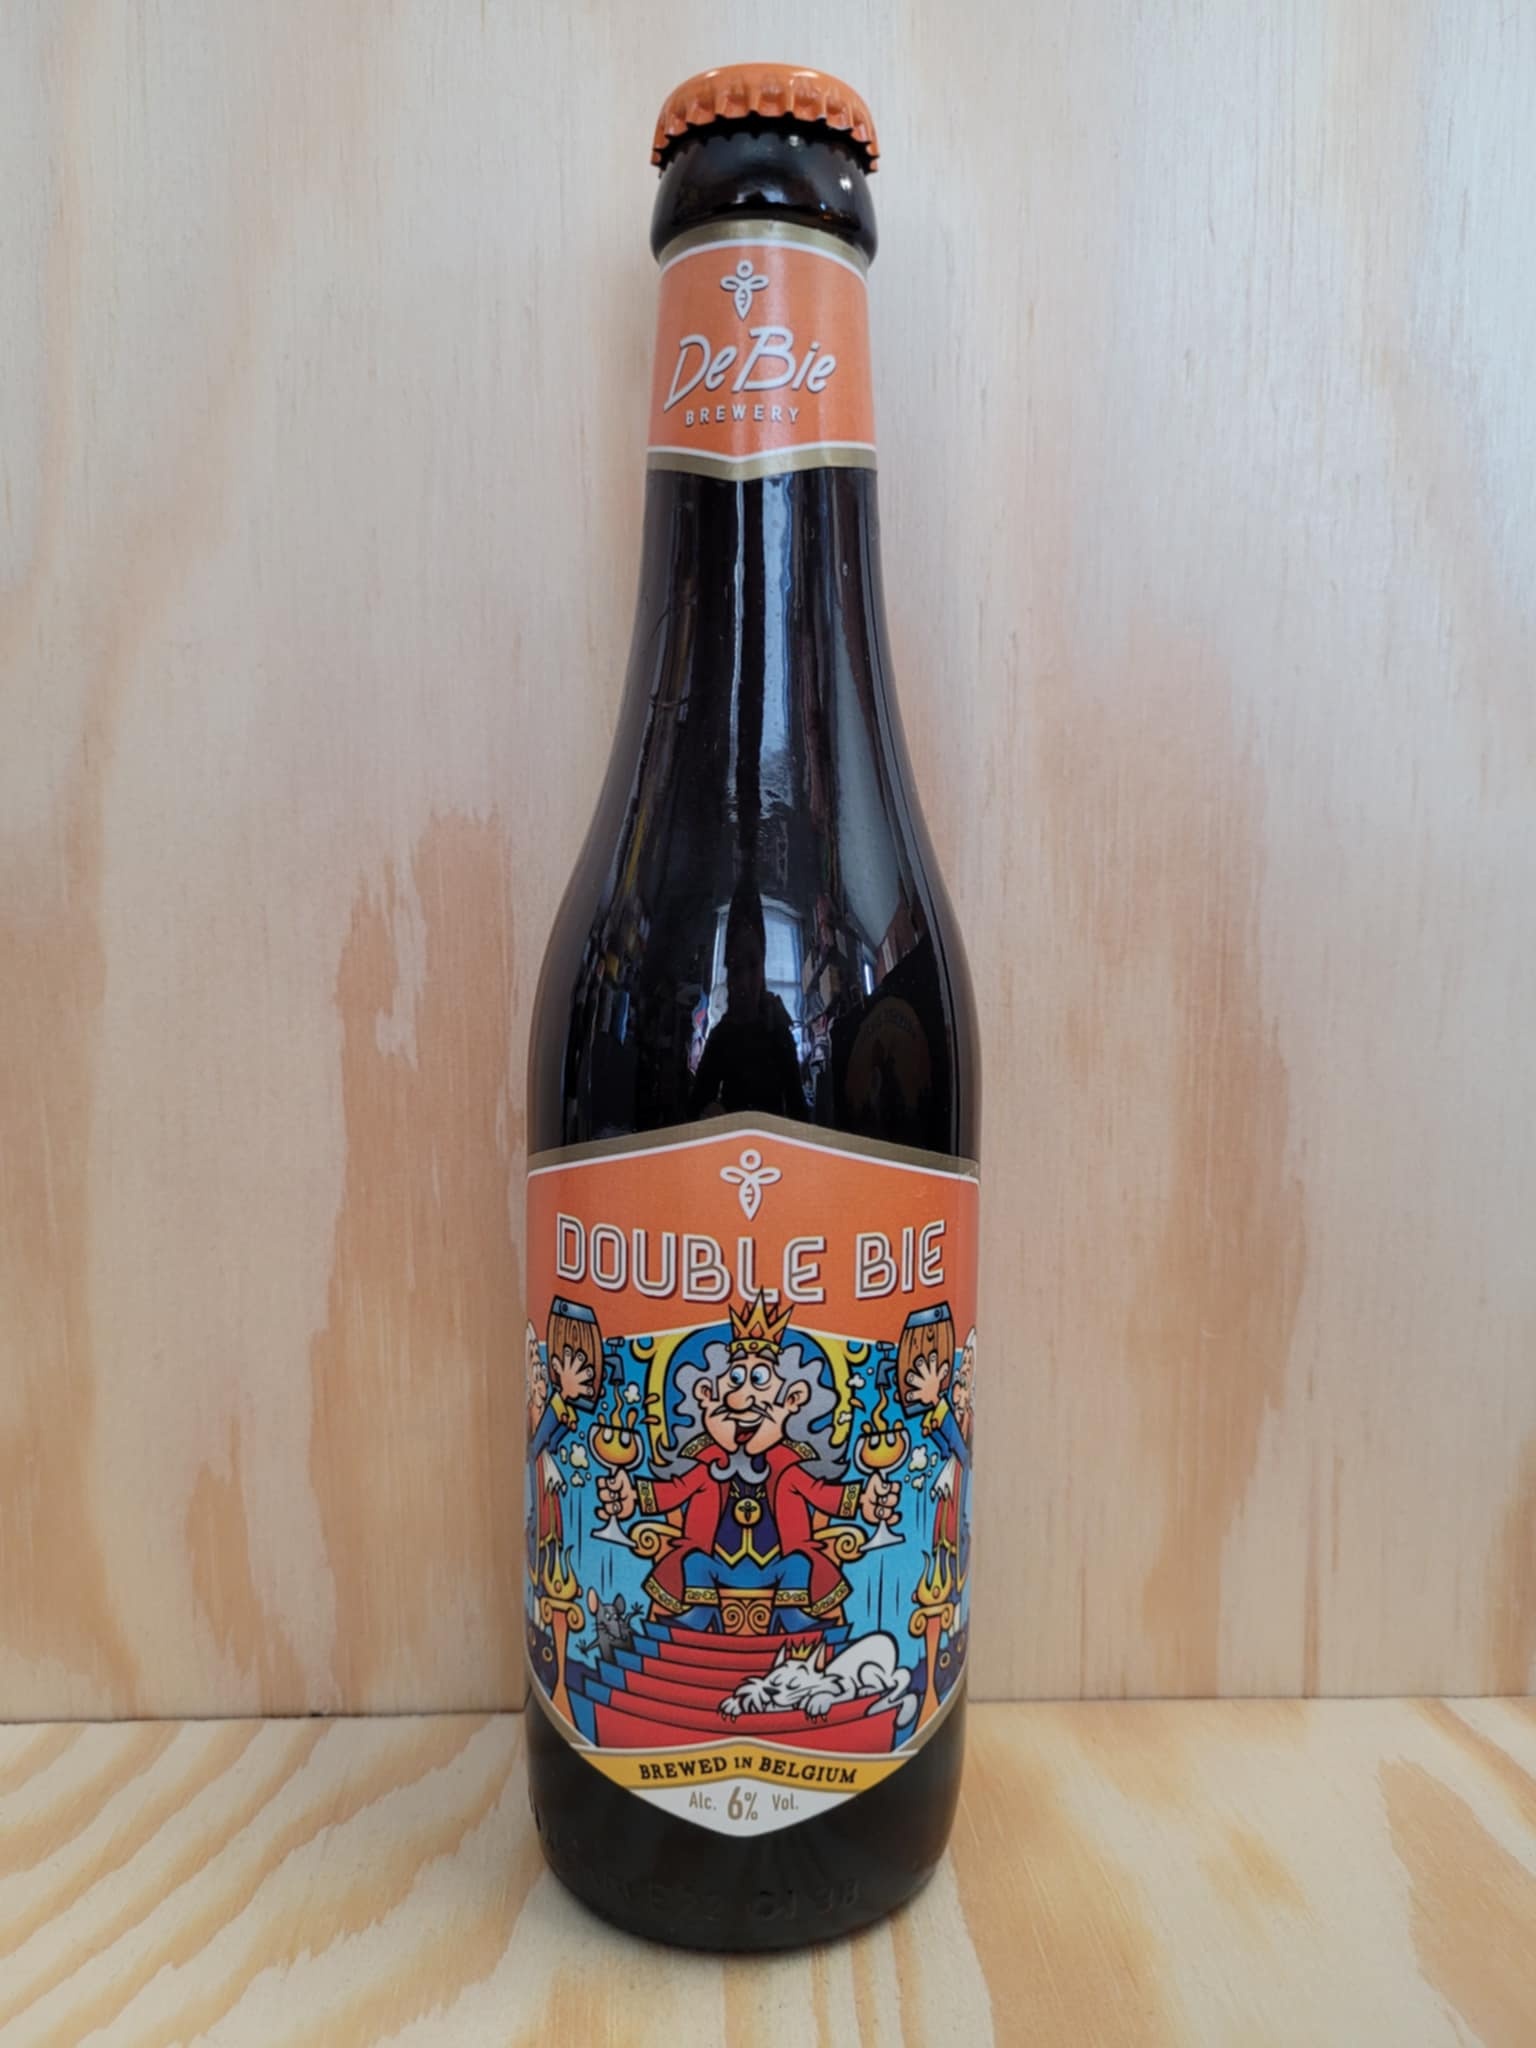 De Bie
BREWERY
DOUBLE BIE
BREWED IN BELGIUM
Alc. 6% Vol.